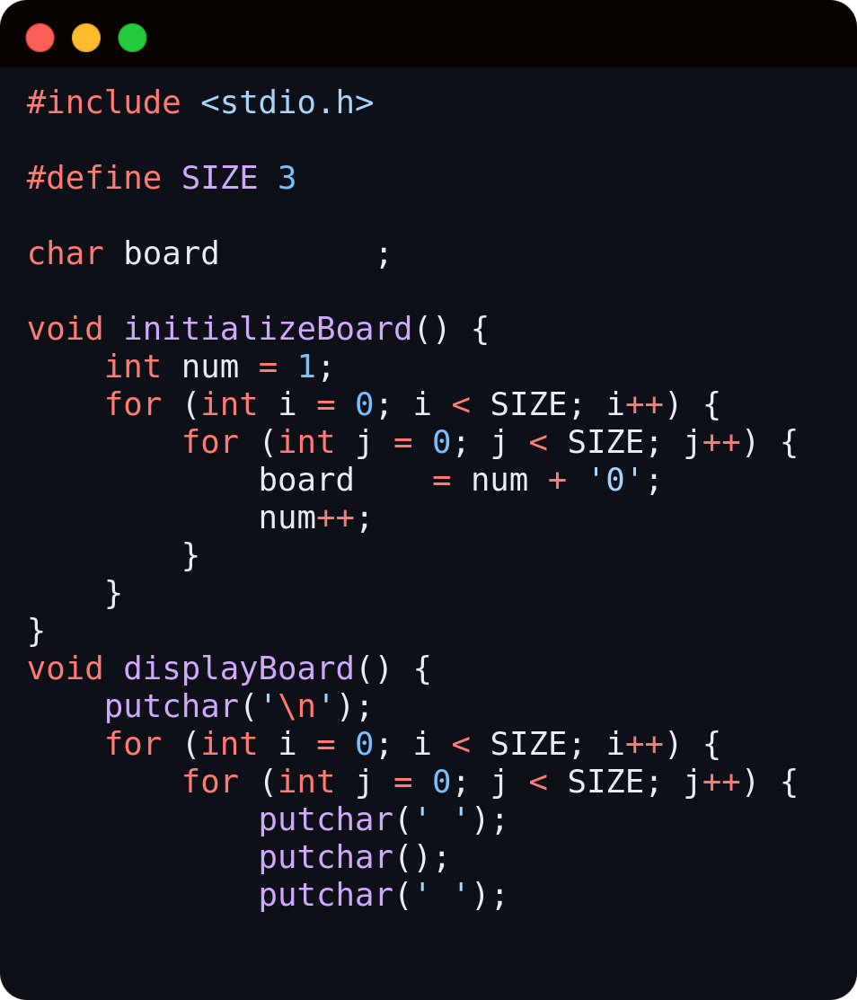 #include <stdio.h>

#define SIZE 3

char board        ;

void initializeBoard() {
    int num = 1;
    for (int i = 0; i < SIZE; i++) {
        for (int j = 0; j < SIZE; j++) {
            board    = num + '0';
            num++;
        }
    }
}
void displayBoard() {
    putchar('\n');
    for (int i = 0; i < SIZE; i++) {
        for (int j = 0; j < SIZE; j++) {
            putchar(' ');
            putchar();
            putchar(' ');